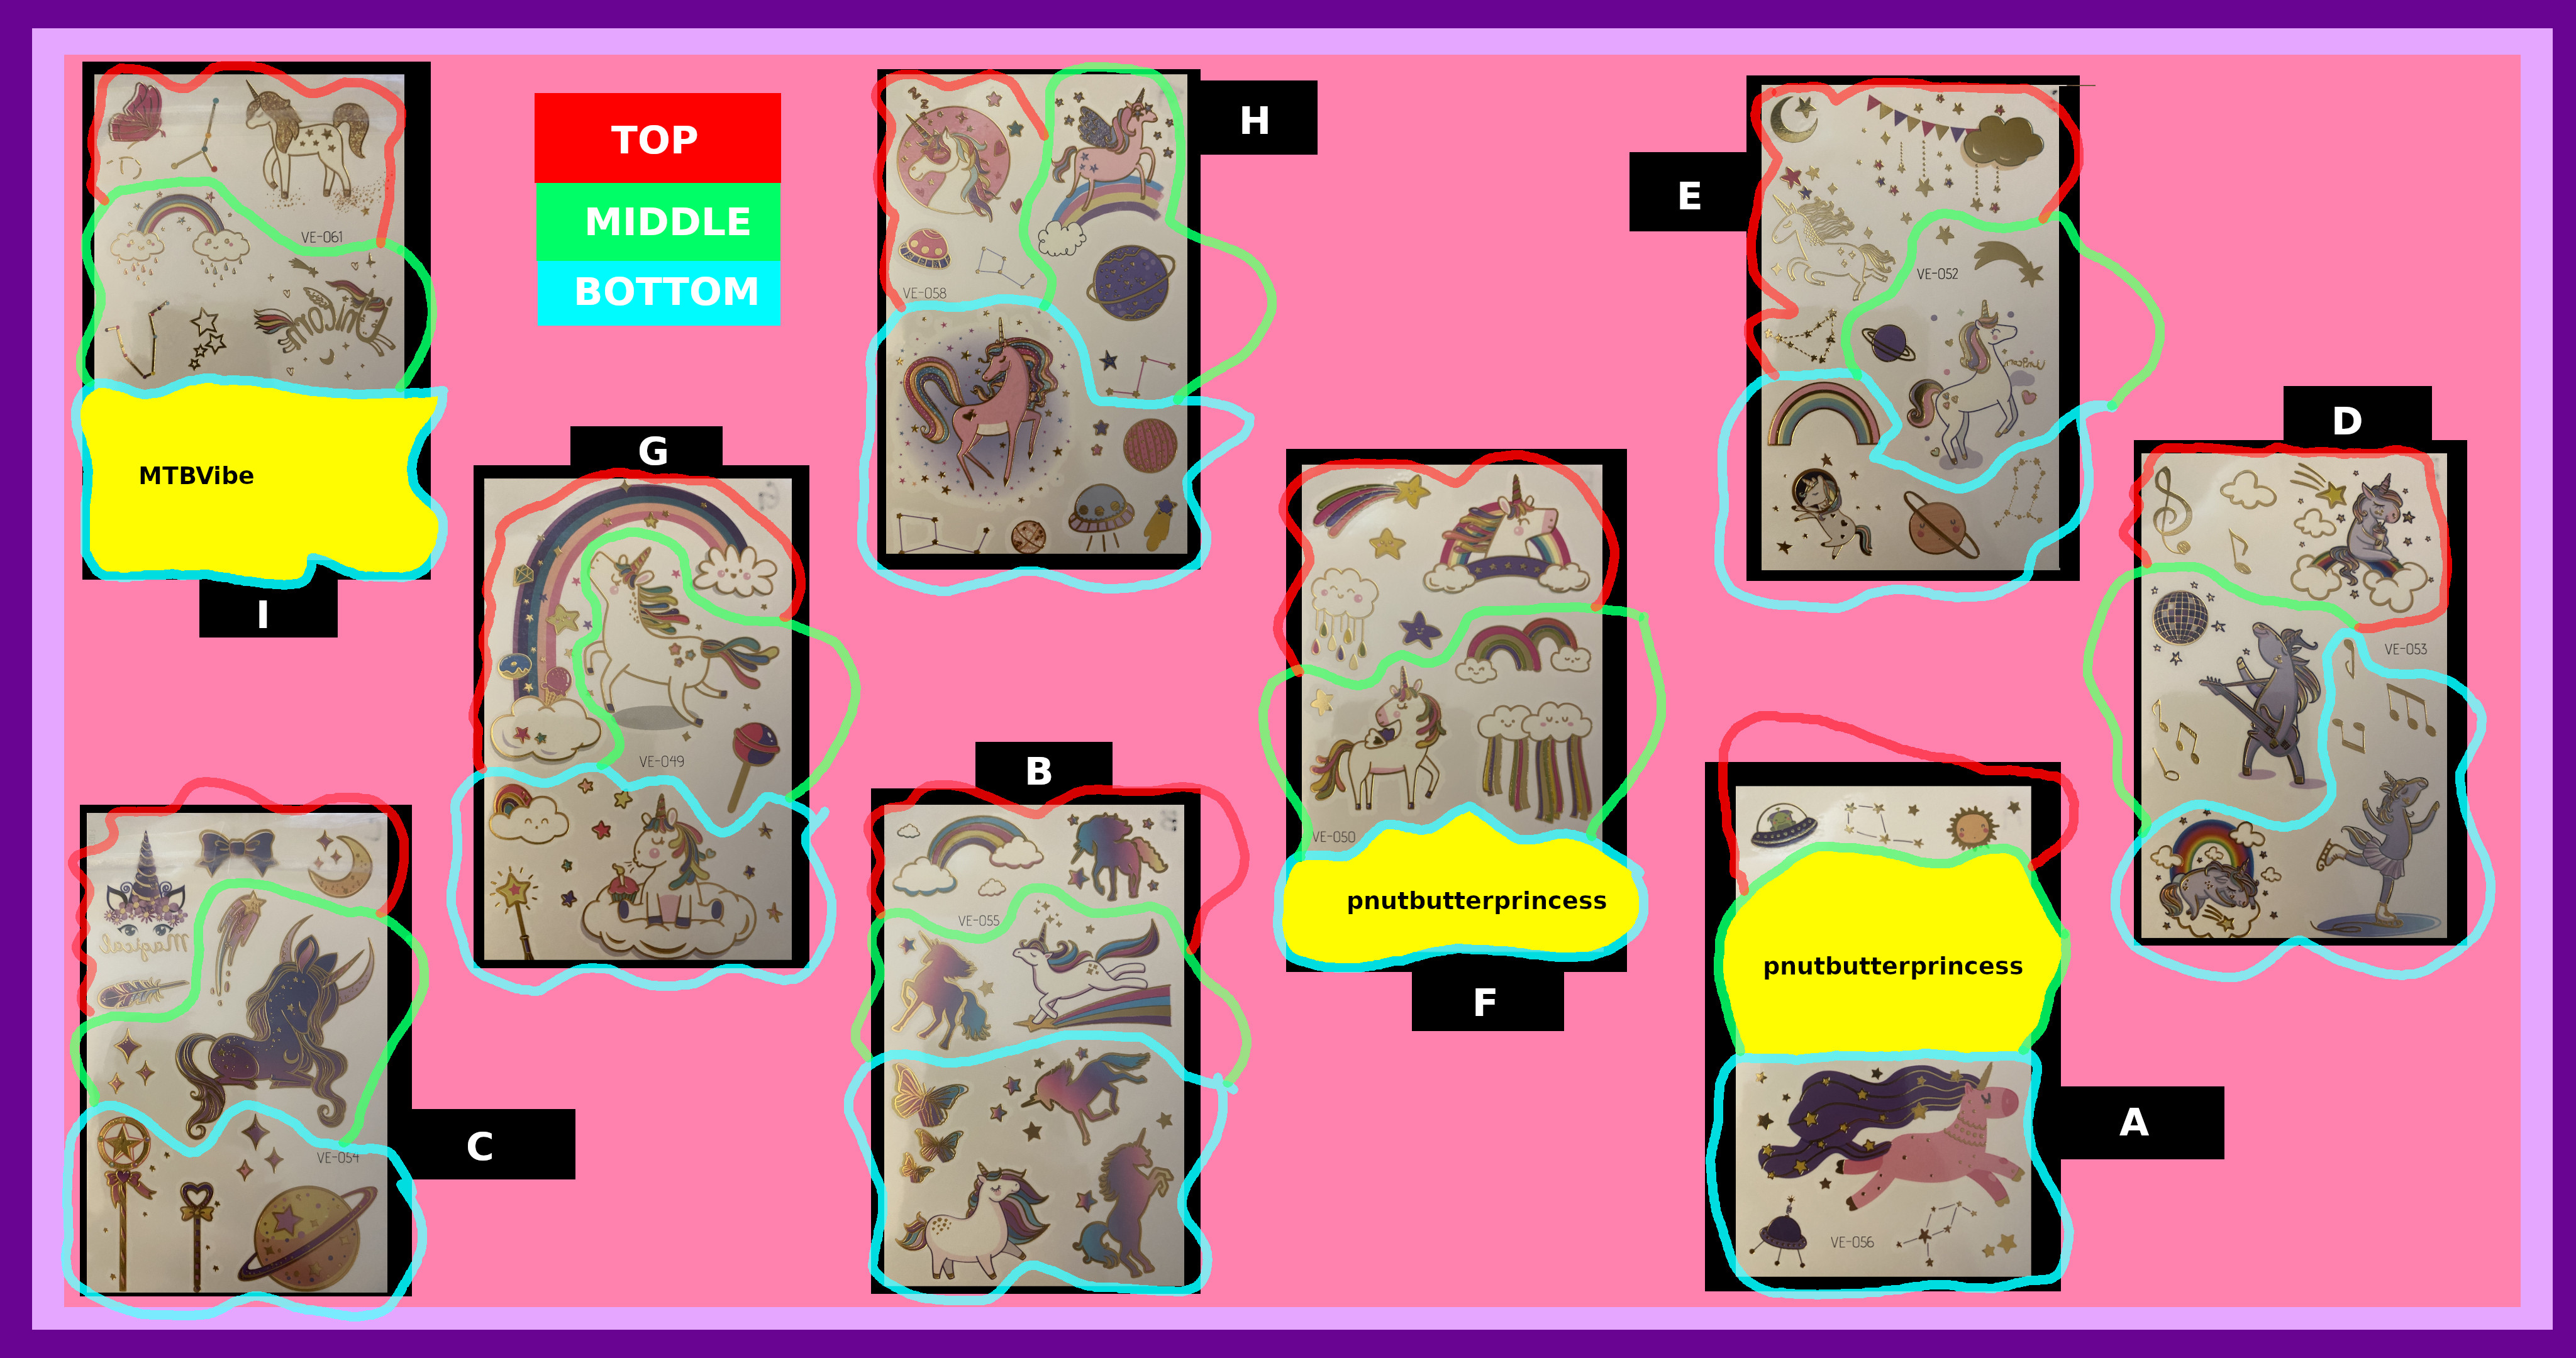 TOP
MIDDLE
BOTTOM
H
E
VE-061
VE-058
VE-052
unicorn
Unicorn
MTBVibe
I
G
D
VE-053
VE-049
B
VE-050
pnutbutterprincess
F
VE-055
Magical
VE-054
C
pnutbutterprincess
VE-056
A
z z z